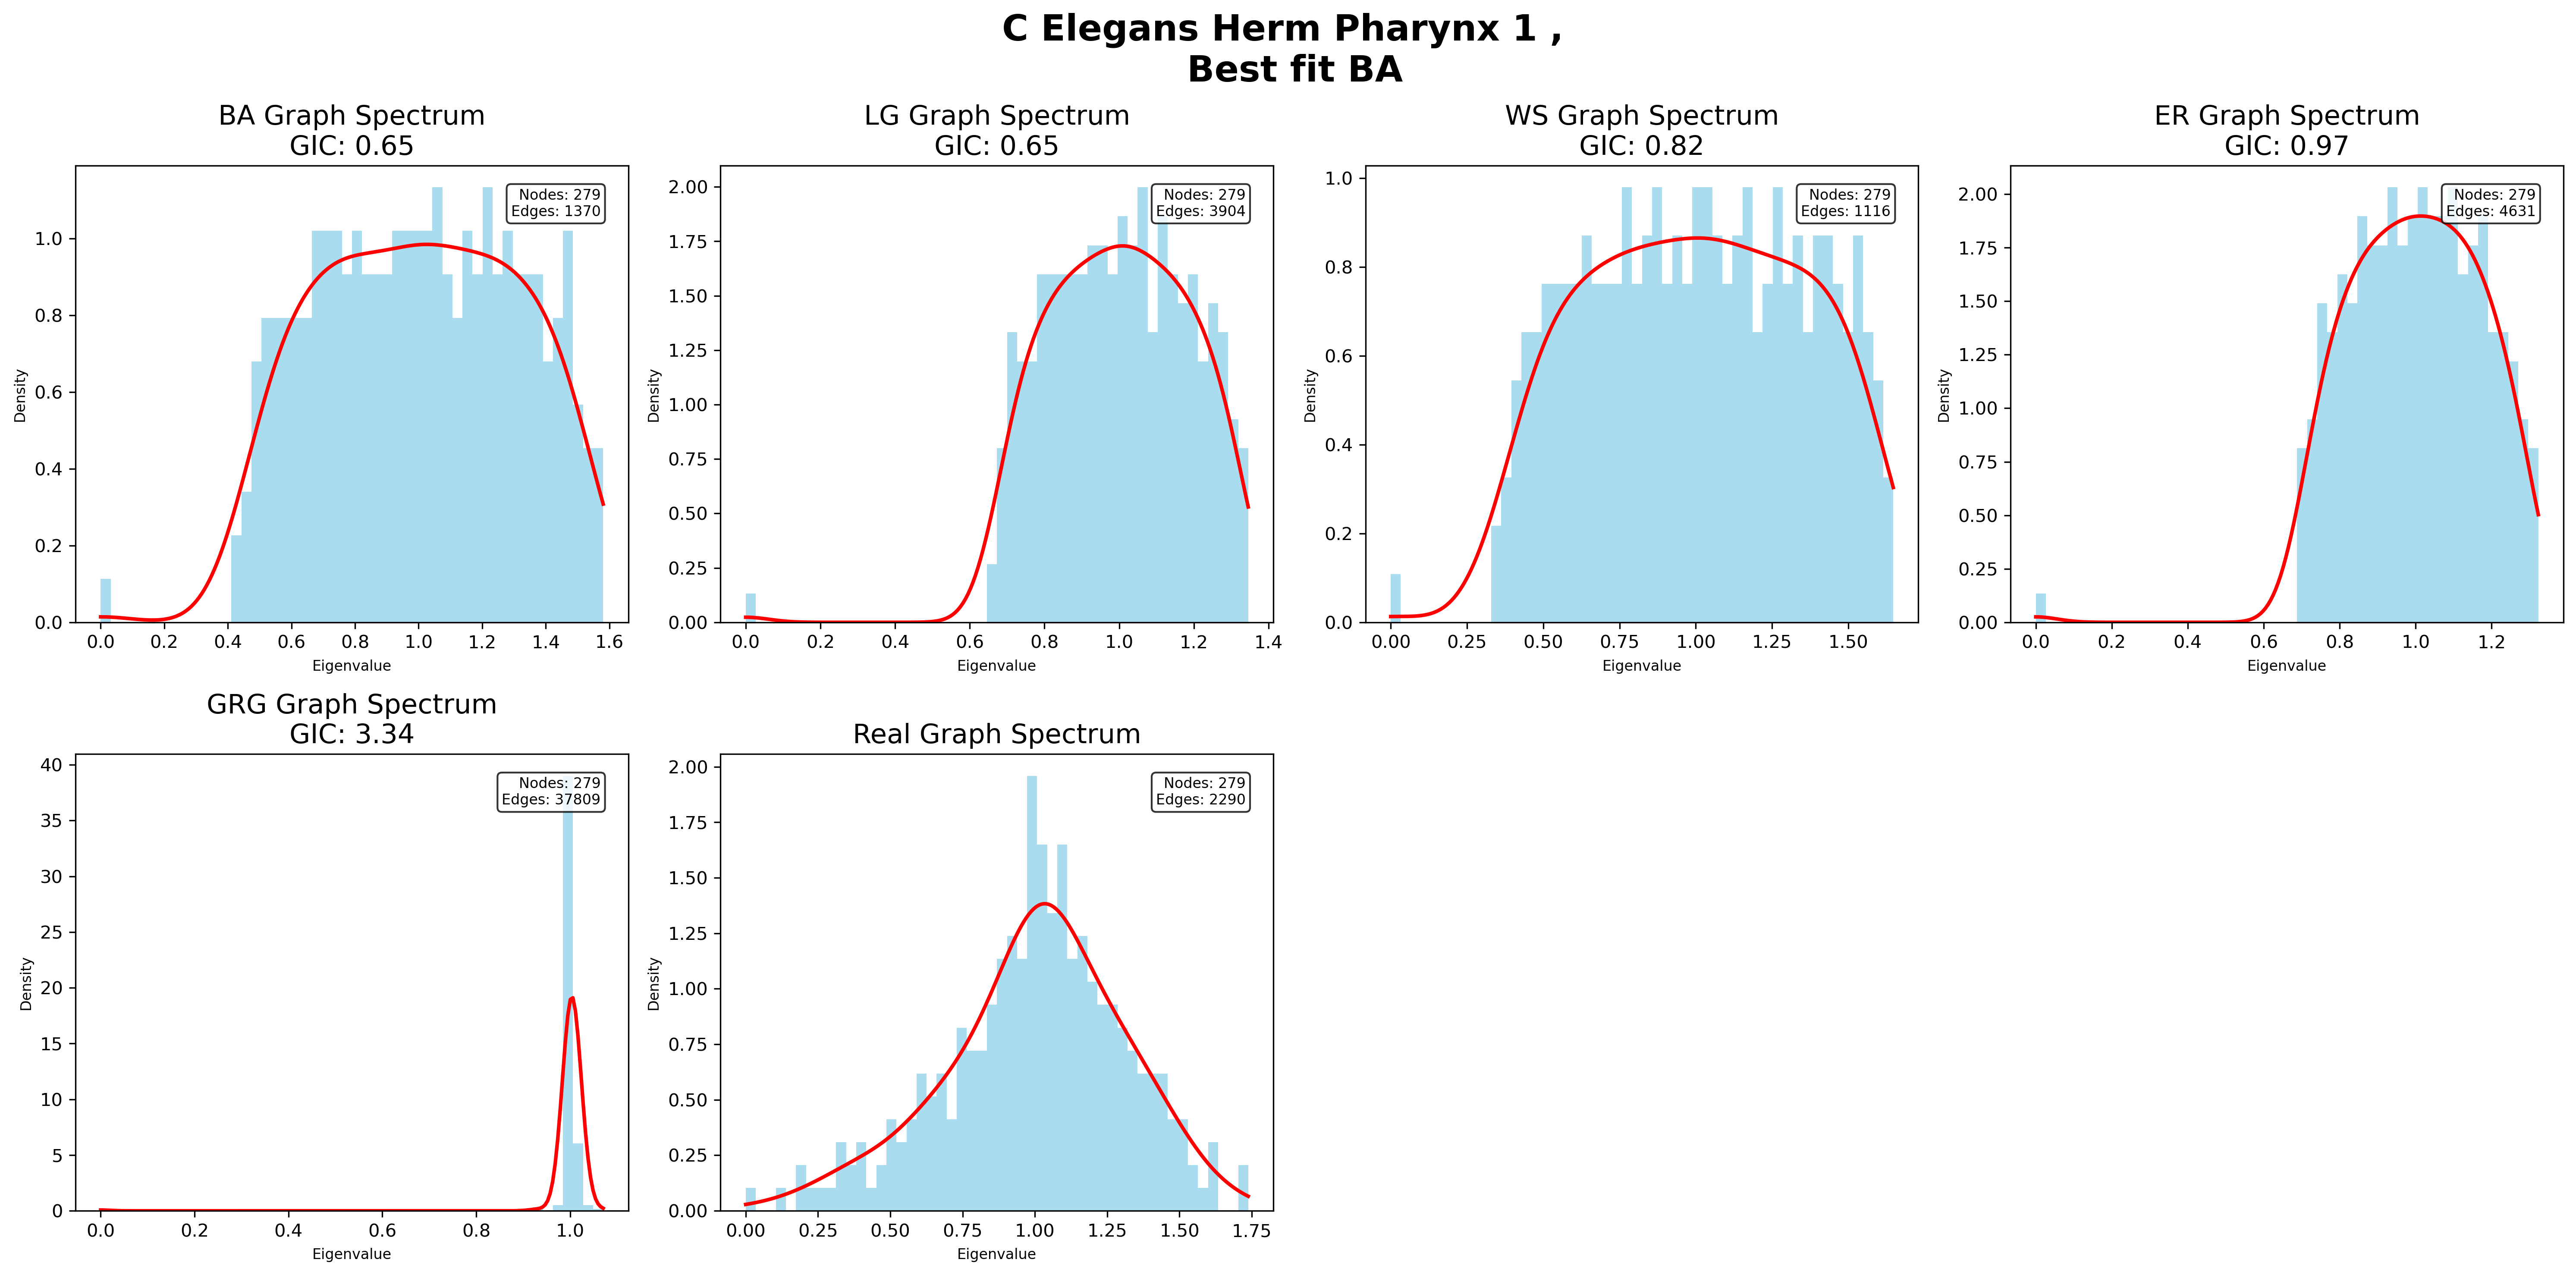 C Elegans Herm Pharynx 1 ,
Best fit BA
BA Graph Spectrum
GIC: 0.65
Nodes: 279
Edges: 1370
Density
1.0
0.8
0.6
0.4
0.2
0.0
0.0 0.2 0.4 0.6 0.8 1.0 1.2 1.4 1.6
Eigenvalue
LG Graph Spectrum
GIC: 0.65
Nodes: 279
Edges: 3904
Density
2.00
1.75
1.50
1.25
1.00
0.75
0.50
0.25
0.00
0.0 0.2 0.4 0.6 0.8 1.0 1.2 1.4
Eigenvalue
WS Graph Spectrum
GIC: 0.82
Nodes: 279
Edges: 1116
Density
1.0
0.8
0.6
0.4
0.2
0.0
0.00 0.25 0.50 0.75 1.00 1.25 1.50
Eigenvalue
ER Graph Spectrum
GIC: 0.97
Nodes: 279
Edges: 4631
Density
2.00
1.75
1.50
1.25
1.00
0.75
0.50
0.25
0.00
0.0 0.2 0.4 0.6 0.8 1.0 1.2
Eigenvalue
GRG Graph Spectrum
GIC: 3.34
Nodes: 279
Edges: 37809
Density
40
35
30
25
20
15
10
5
0
0.0 0.2 0.4 0.6 0.8 1.0
Eigenvalue
Real Graph Spectrum
Nodes: 279
Edges: 2290
Density
2.00
1.75
1.50
1.25
1.00
0.75
0.50
0.25
0.00
0.00 0.25 0.50 0.75 1.00 1.25 1.50 1.75
Eigenvalue